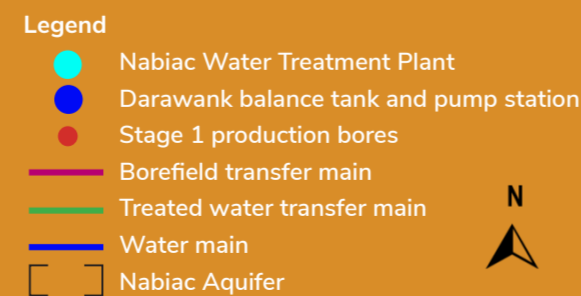 Legend
Nabiac Water Treatment Plant
Darawank balance tank and pump station
Stage 1 production bores
Borefield transfer main
Treated water transfer main
N
Water main
Nabiac Aquifer